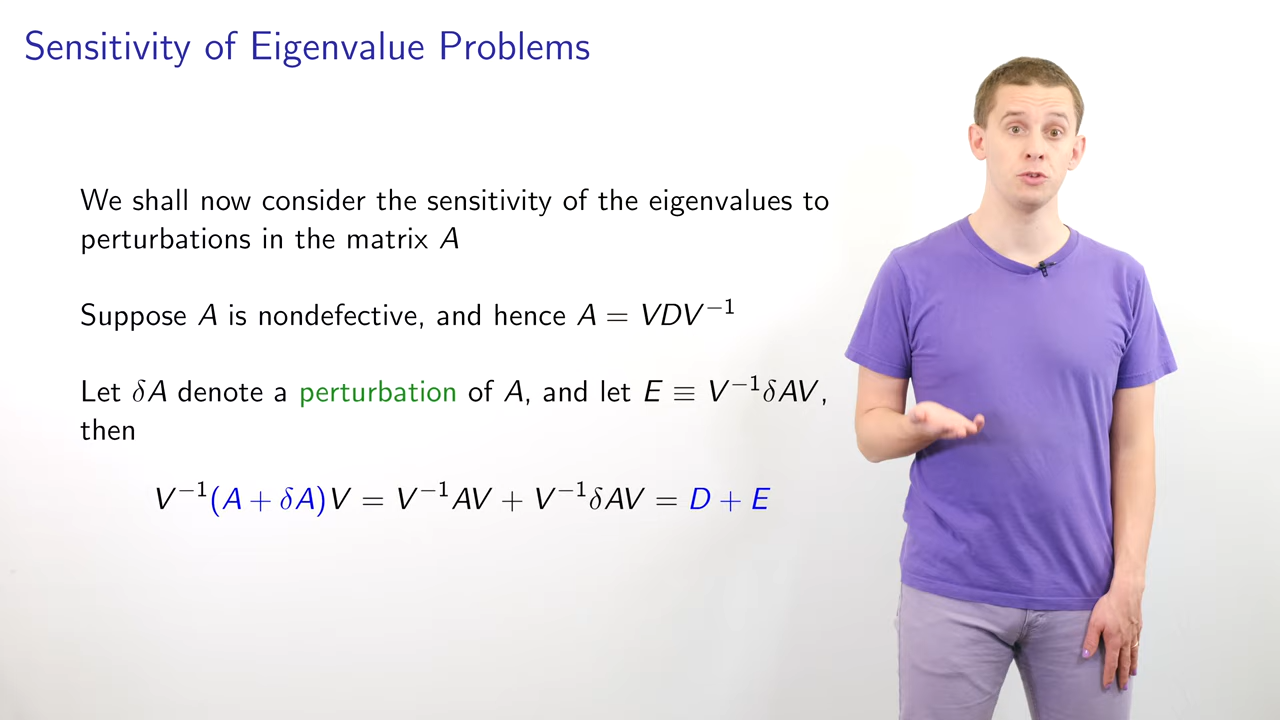 Sensitivity of Eigenvalue Problems
We shall now consider the sensitivity of the eigenvalues to
perturbations in the matrix A
Suppose A is nondefective, and hence A = VDV⁻¹
Let δA denote a perturbation of A, and let E ≡ V⁻¹δAV,
then
V⁻¹(A + δA)V = V⁻¹AV + V⁻¹δAV = D + E